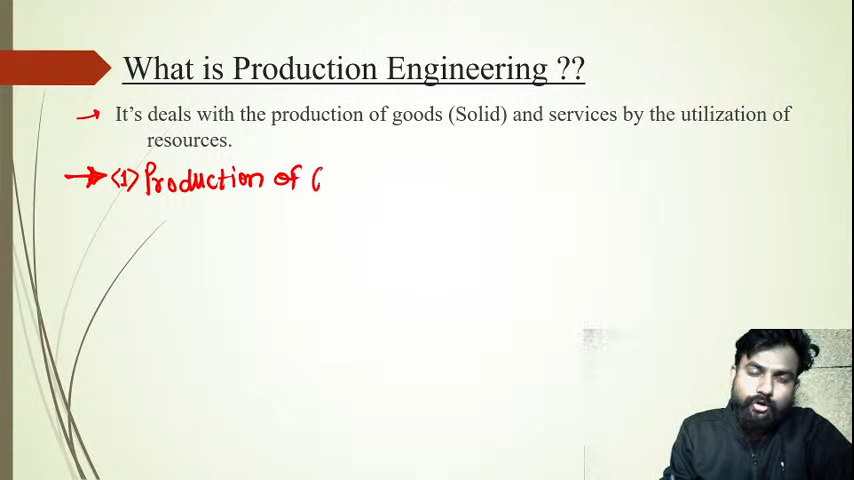 What is Production Engineering ??
It's deals with the production of goods (Solid) and services by the utilization of
resources.
<1> Production of